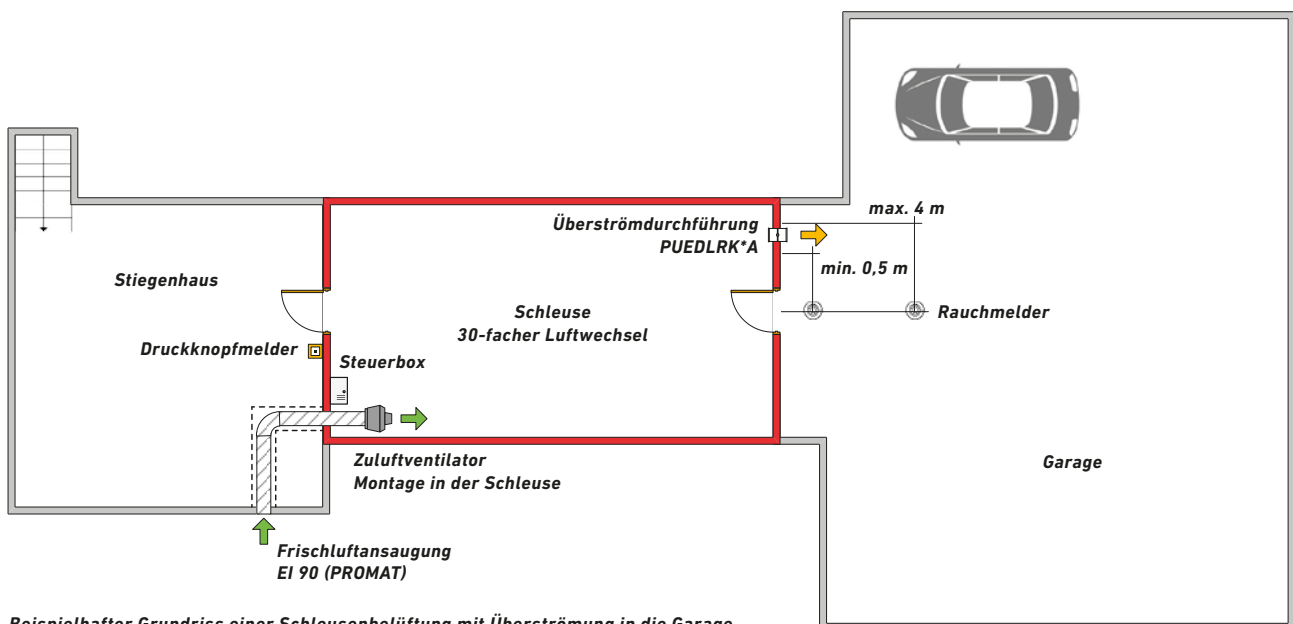 max. 4 m
Überströmdurchführung
PUEDLRK*A
min. 0,5 m
Stiegenhaus
Schleuse
30-facher Luftwechsel
Rauchmelder
Druckknopfmelder
Steuerbox
Zuluftventilator
Montage in der Schleuse
Garage
Frischluftansaugung
EI 90 (PROMAT)
Beispielhafter Grundriss einer Schleusenbelüftung mit Überströmung in die Garage